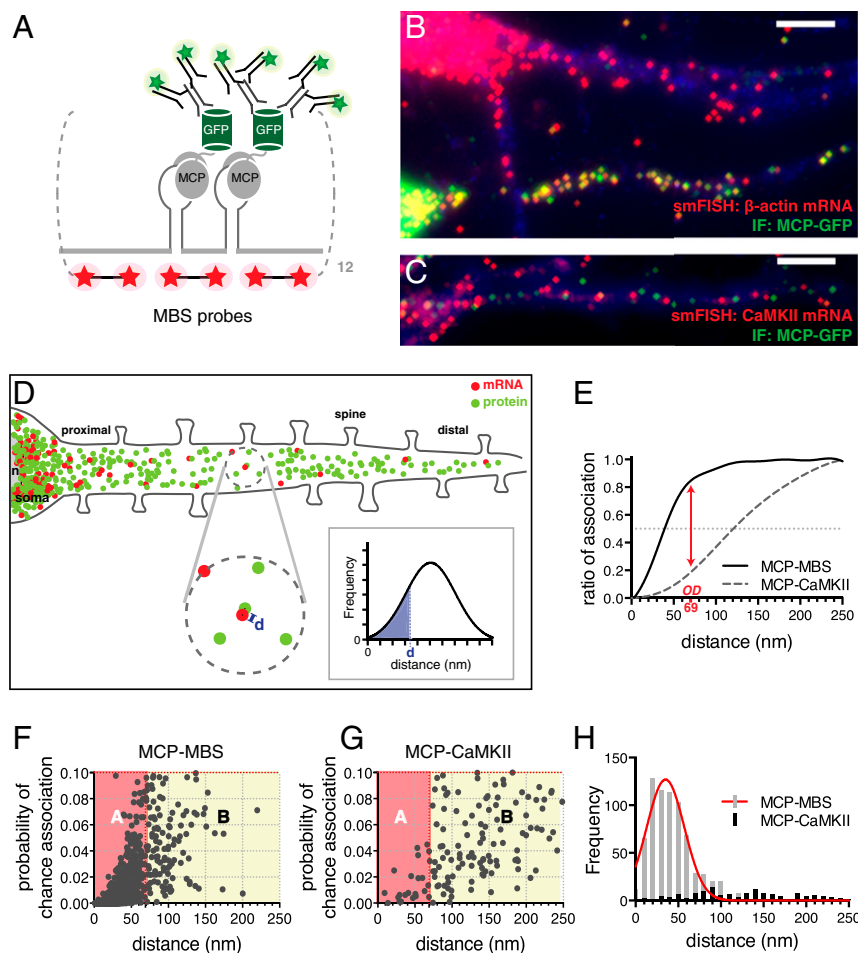 A
GFP
GFP
MCP
MCP
12
MBS probes
B
smFISH: β-actin mRNA
IF: MCP-GFP
C
smFISH: CaMKII mRNA
IF: MCP-GFP
D
mRNA
protein
proximal
spine
distal
n
soma
d
Frequency
0
0
d
distance (nm)
E
ratio of association
1.0
0.8
0.6
0.4
0.2
0.0
MCP-MBS
MCP-CaMKII
OD
69
0
50
100
150
200
250
distance (nm)
F
MCP-MBS
probability of
chance association
0.10
0.08
0.06
0.04
0.02
0.00
A
B
0
50
100
150
200
250
distance (nm)
G
MCP-CaMKII
probability of
chance association
0.10
0.08
0.06
0.04
0.02
0.00
A
B
0
50
100
150
200
250
distance (nm)
H
Frequency
150
100
50
0
MCP-MBS
MCP-CaMKII
0
50
100
150
200
250
distance (nm)